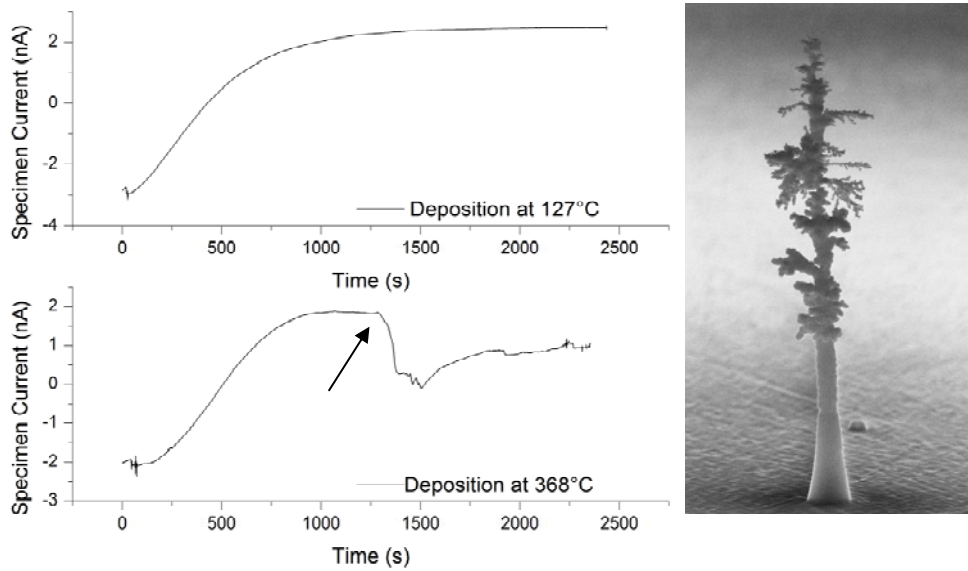 Specimen Current (nA)
2
0
-2
-4
Deposition at 127°C
0 500 1000 1500 2000 2500
Time (s)
Specimen Current (nA)
2
1
0
-1
-2
-3
Deposition at 368°C
0 500 1000 1500 2000 2500
Time (s)